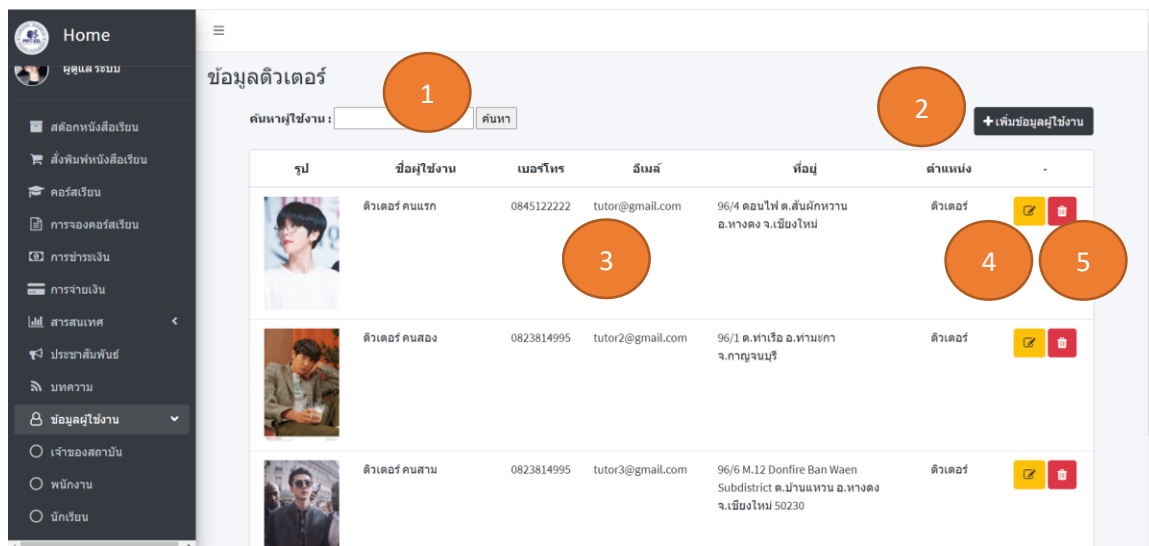 Home
ผู้ดูแลระบบ
ข้อมูลติวเตอร์
1
2
ค้นหาผู้ใช้งาน :
ค้นหา
เพิ่มข้อมูลผู้ใช้งาน
สต๊อกหนังสือเรียน
สั่งพิมพ์หนังสือเรียน
คอร์สเรียน
การจองคอร์สเรียน
การชำระเงิน
การจ่ายเงิน
สารสนเทศ
ประชาสัมพันธ์
บทความ
ข้อมูลผู้ใช้งาน
เจ้าของสถาบัน
พนักงาน
นักเรียน
รูป ชื่อผู้ใช้งาน เบอร์โทร อีเมล์ ที่อยู่ ตำแหน่ง -
ติวเตอร์ คนแรก 0845122222 tutor@gmail.com 96/4 ดอนไฟ ต.สันผักหวาน ติวเตอร์
อ.หางดง จ.เชียงใหม่
3
4
5
ติวเตอร์ คนสอง 0823814995 tutor2@gmail.com 96/1 ต.ท่าเรือ อ.ท่ามะกา ติวเตอร์
จ.กาญจนบุรี
ติวเตอร์ คนสาม 0823814995 tutor3@gmail.com 96/6 M.12 Donfire Ban Waen ติวเตอร์
Subdistrict ต.บ้านแหวน อ.หางดง
จ.เชียงใหม่ 50230